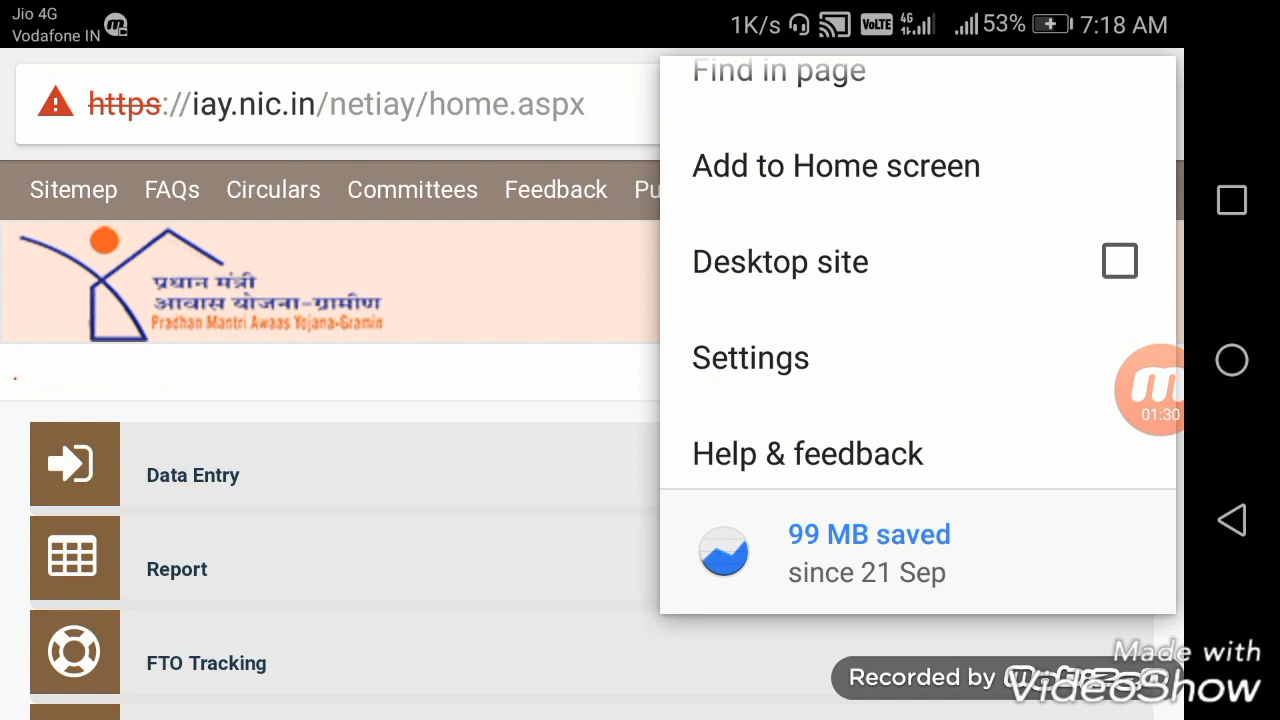 Jio 4G
Vodafone IN
1K/s VoLTE 4G 53% 7:18 AM
https://iay.nic.in/netiay/home.aspx
Sitemep FAQs Circulars Committees Feedback Pu
प्रधान मंत्री
आवास योजना-ग्रामीण
Pradhan Mantri Awaas Yojana-Gramin
Data Entry
Report
FTO Tracking
Find in page
Add to Home screen
Desktop site
Settings
01:30
Help & feedback
99 MB saved
since 21 Sep
Made with
Recorded by
VideoShow